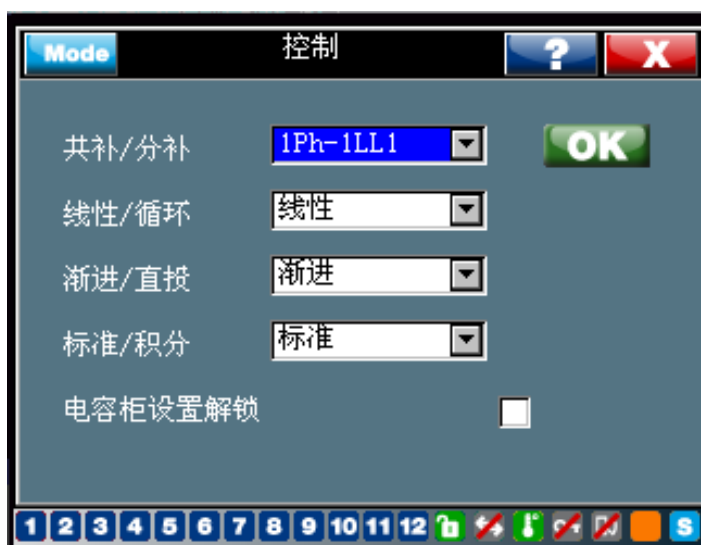 Mode 控制 ? X
共补/分补 1Ph-1LL1 OK
线性/循环 线性
渐进/直投 渐进
标准/积分 标准
电容柜设置解锁
1 2 3 4 5 6 7 8 9 10 11 12 S